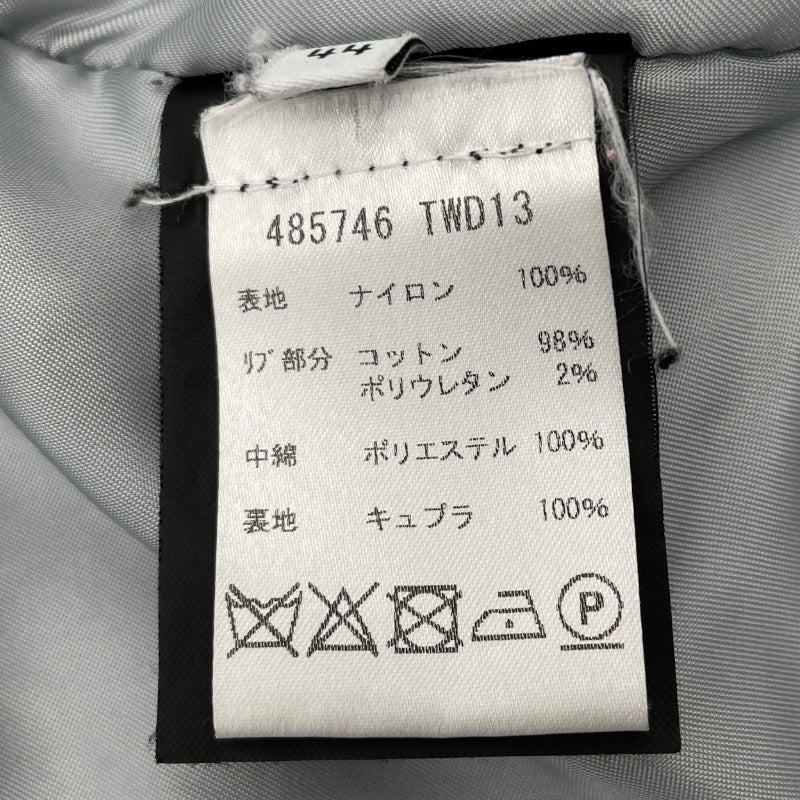 44
485746 TWD13
表地 ナイロン 100%
ﾘﾌﾞ部分 コットン 98%
ポリウレタン 2%
中綿 ポリエステル 100%
裏地 キュプラ 100%
P